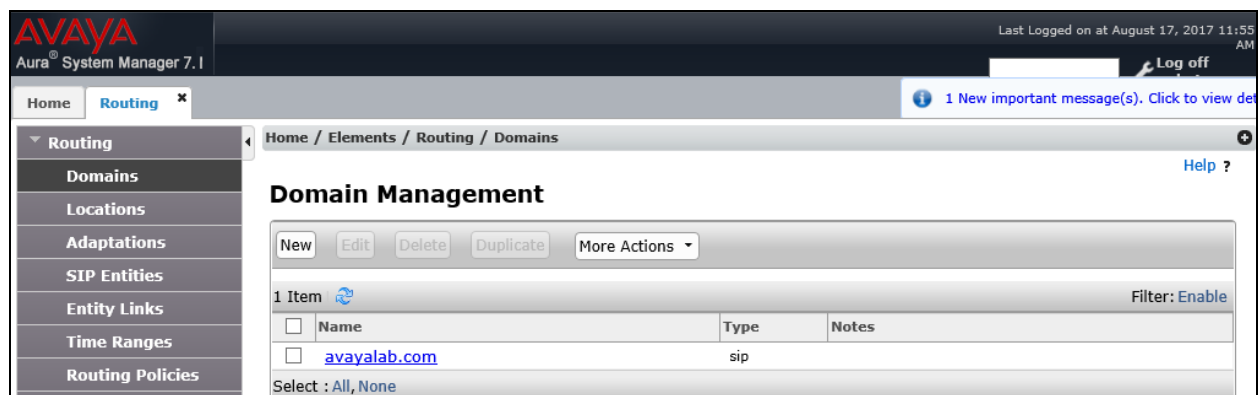 AVAYA
Last Logged on at August 17, 2017 11:55
AM
Aura® System Manager 7.1
Log off
Home
Routing ×
1 New important message(s). Click to view det
Routing
Domains
Locations
Adaptations
SIP Entities
Entity Links
Time Ranges
Routing Policies
Home / Elements / Routing / Domains
Help ?
Domain Management
New Edit Delete Duplicate More Actions
1 Item
Filter: Enable
Name Type Notes
avayalab.com sip
Select : All, None